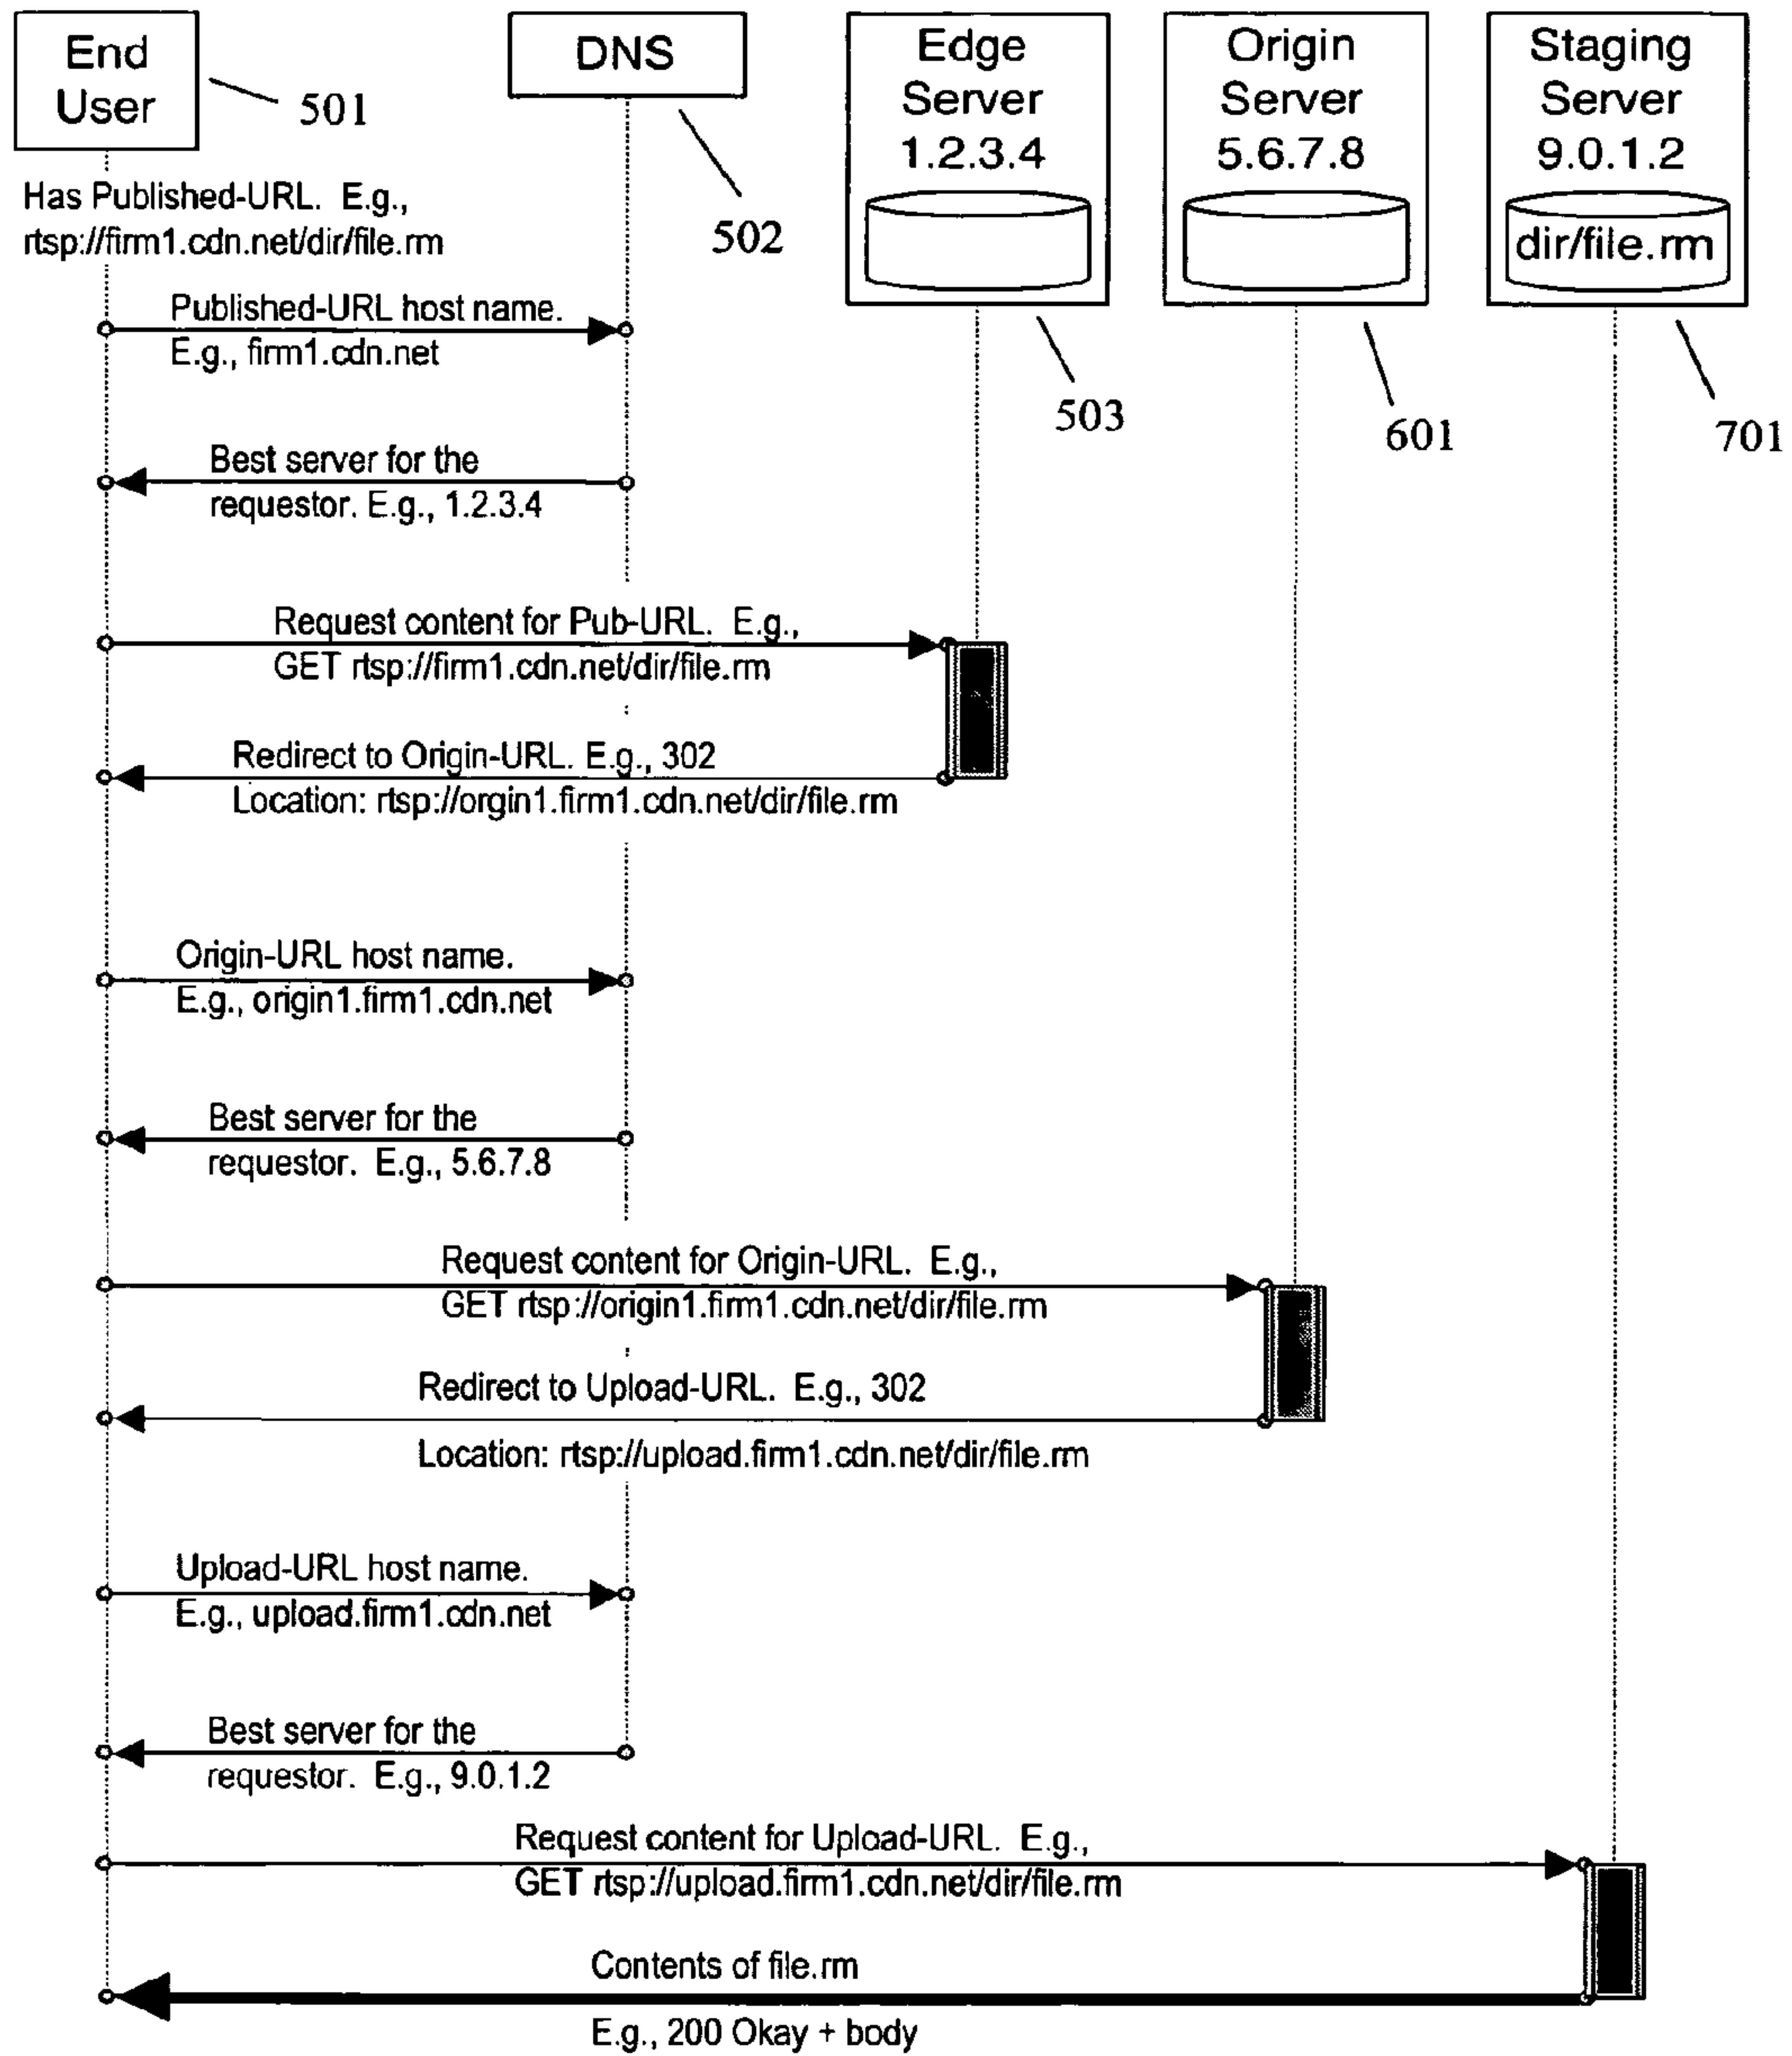 End
User
501
DNS
502
Edge
Server
1.2.3.4
503
Origin
Server
5.6.7.8
601
Staging
Server
9.0.1.2
dir/file.rm
701
Has Published-URL. E.g.,
rtsp://firm1.cdn.net/dir/file.rm
Published-URL host name.
E.g., firm1.cdn.net
Best server for the
requestor. E.g., 1.2.3.4
Request content for Pub-URL. E.g.,
GET rtsp://firm1.cdn.net/dir/file.rm
Redirect to Origin-URL. E.g., 302
Location: rtsp://orgin1.firm1.cdn.net/dir/file.rm
Origin-URL host name.
E.g., origin1.firm1.cdn.net
Best server for the
requestor. E.g., 5.6.7.8
Request content for Origin-URL. E.g.,
GET rtsp://origin1.firm1.cdn.net/dir/file.rm
Redirect to Upload-URL. E.g., 302
Location: rtsp://upload.firm1.cdn.net/dir/file.rm
Upload-URL host name.
E.g., upload.firm1.cdn.net
Best server for the
requestor. E.g., 9.0.1.2
Request content for Upload-URL. E.g.,
GET rtsp://upload.firm1.cdn.net/dir/file.rm
Contents of file.rm
E.g., 200 Okay + body